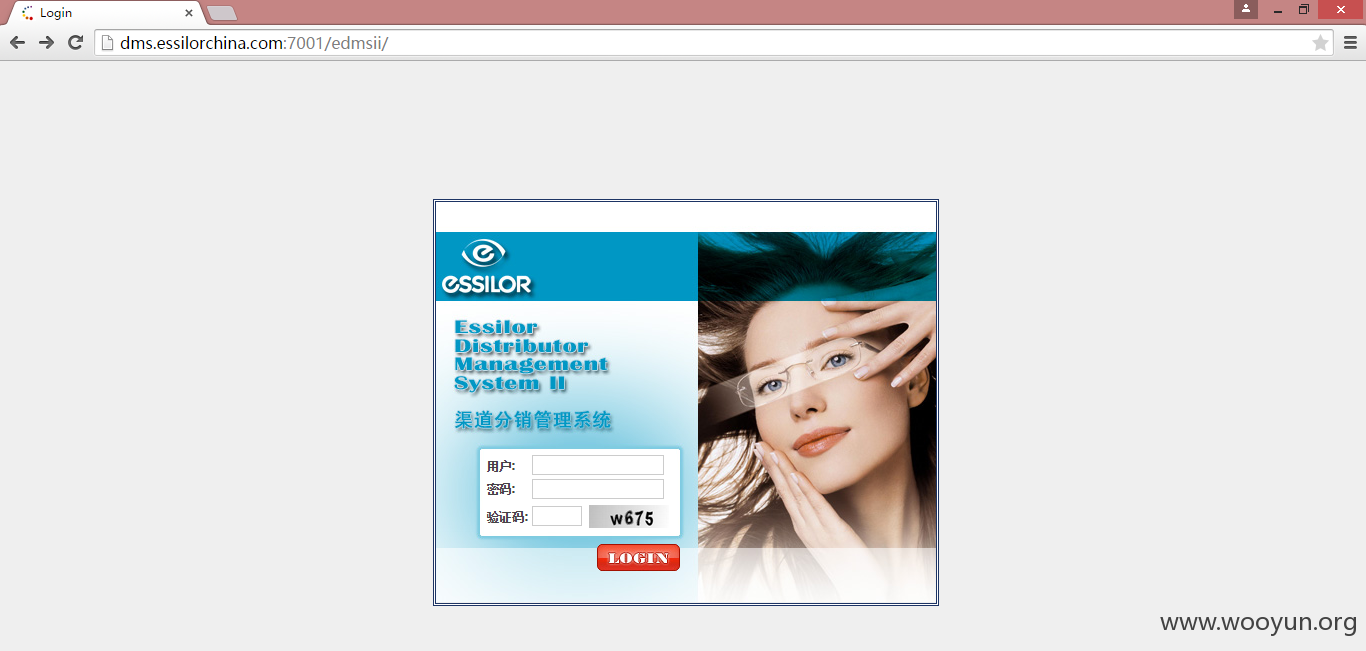 Login
dms.essilorchina.com:7001/edmsii/
essilor
Essilor
Distributor
Management
System II
渠道分销管理系统
用户:
密码:
验证码:
w675
LOGIN
www.wooyun.org